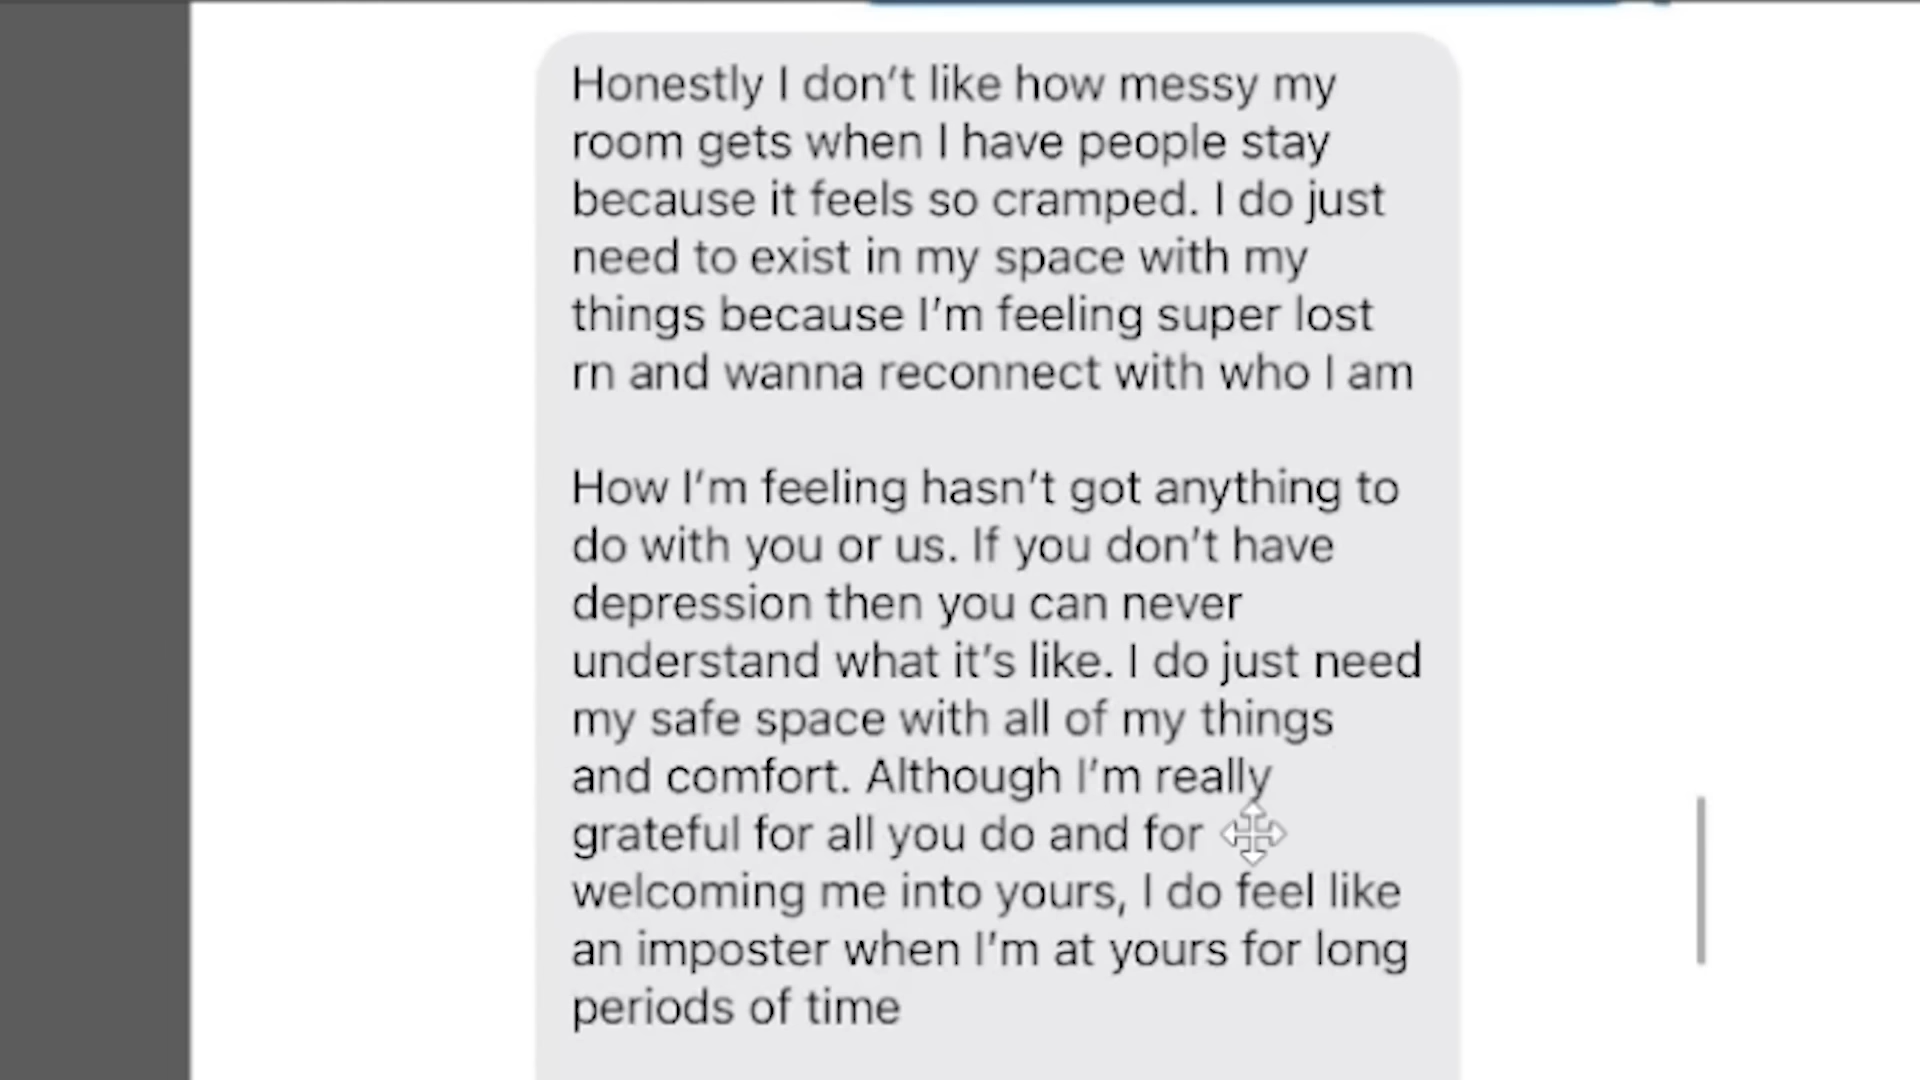 Honestly I don’t like how messy my
room gets when I have people stay
because it feels so cramped. I do just
need to exist in my space with my
things because I’m feeling super lost
rn and wanna reconnect with who I am
How I’m feeling hasn’t got anything to
do with you or us. If you don’t have
depression then you can never
understand what it’s like. I do just need
my safe space with all of my things
and comfort. Although I’m really
grateful for all you do and for
welcoming me into yours, I do feel like
an imposter when I’m at yours for long
periods of time